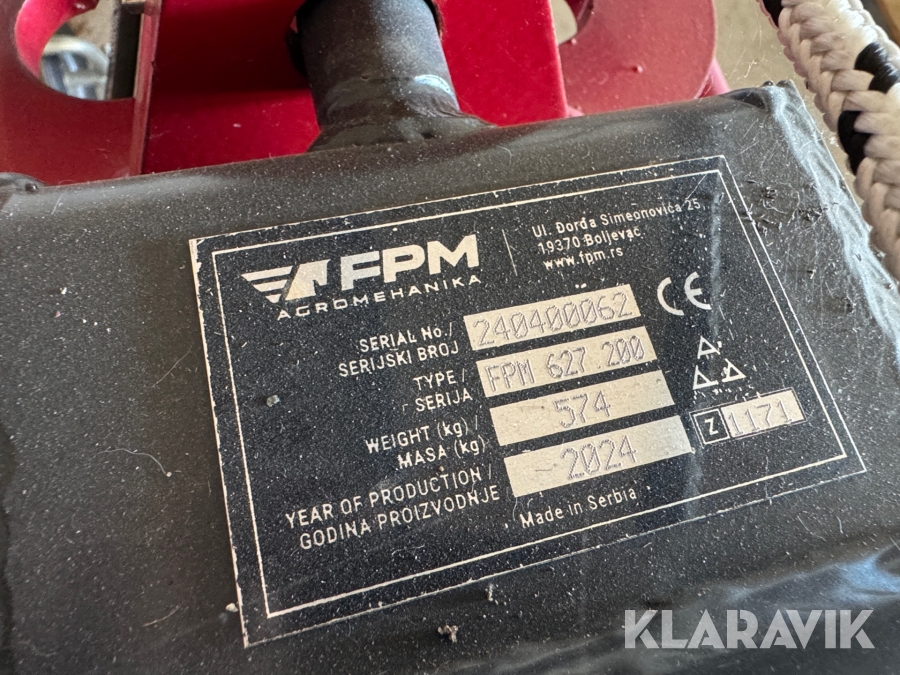 FPM
AGROMEHANIKA
Ul. Đorđa Simeonovića 25
19370 Boljevac
www.fpm.rs
SERIAL No./
SERIJSKI BROJ
240400062
CE
TYPE /
SERIJA
FPM 627.200
WEIGHT (kg) /
MASA (kg)
574
Z 1171
YEAR OF PRODUCTION /
GODINA PROIZVODNJE
2024
Made in Serbia
KLARAVIK